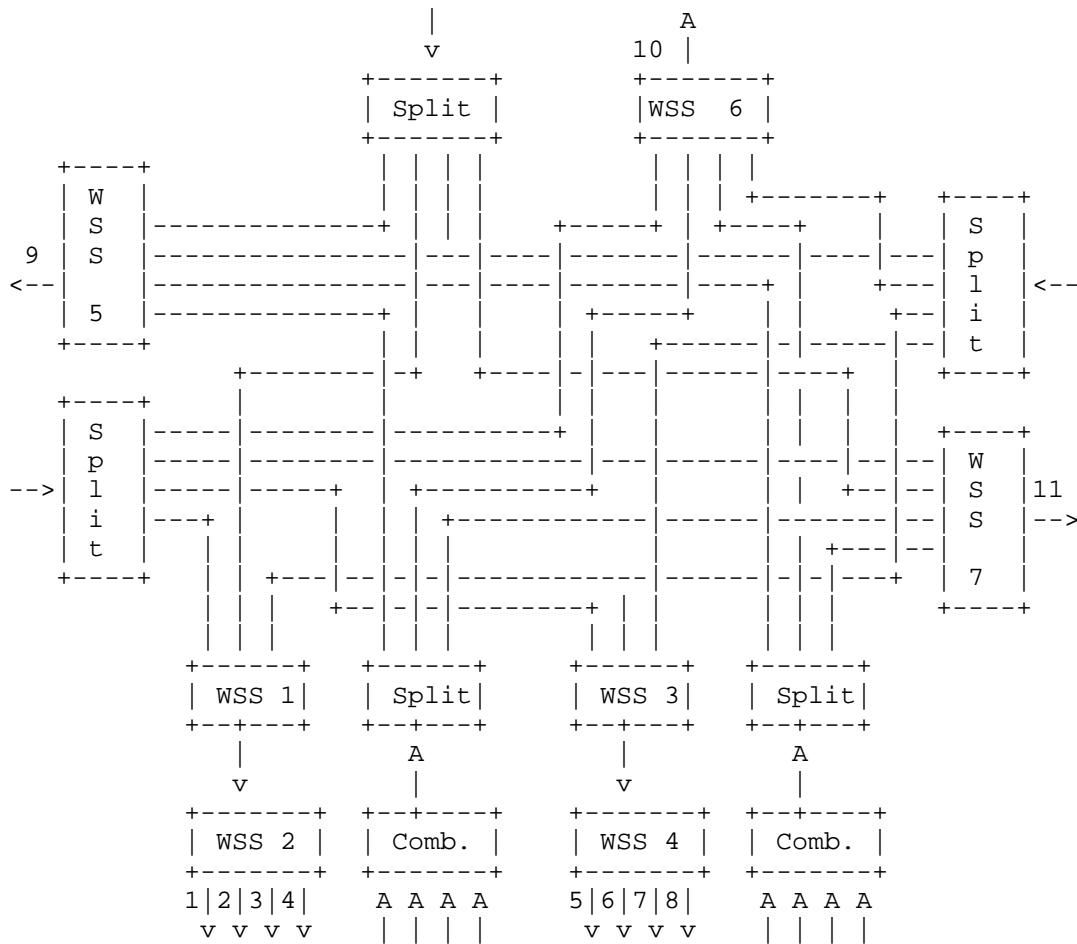 10
Split WSS 6
W
S S
9 S p
l
5 i
t
S
p W
l S 11
i S
t
7
WSS 1 Split WSS 3 Split
WSS 2 Comb. WSS 4 Comb.
1|2|3|4| 5|6|7|8|